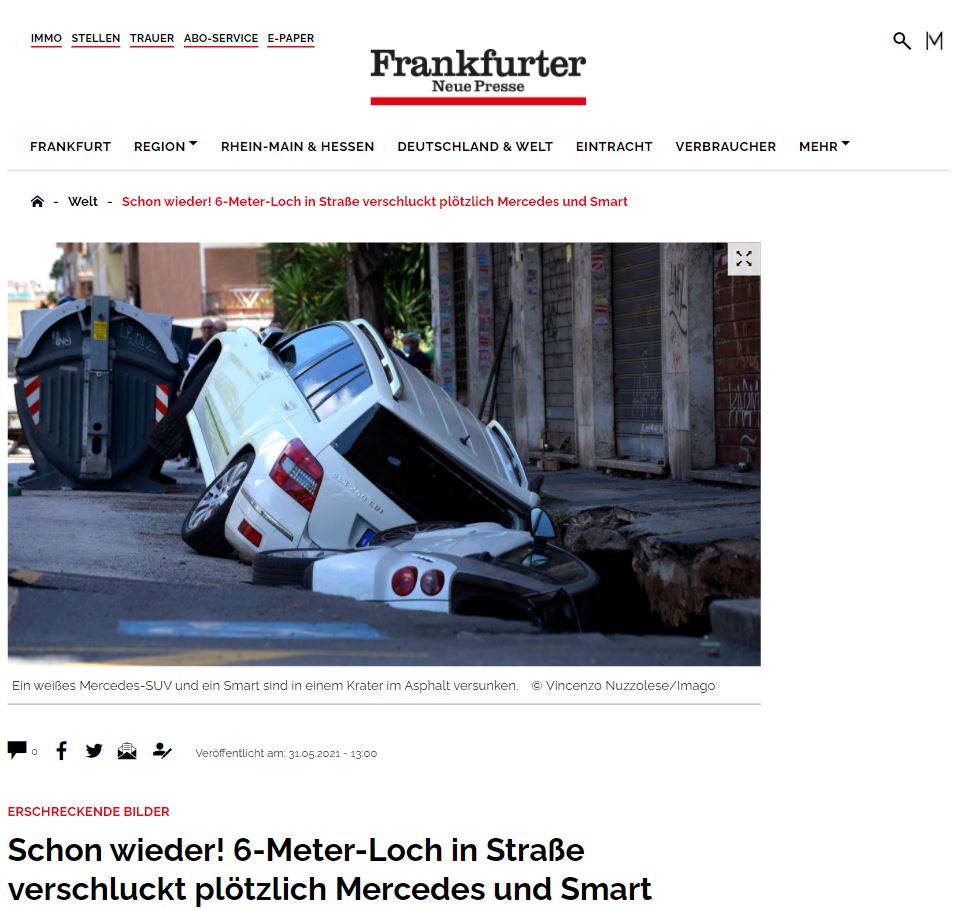 IMMO STELLEN TRAUER ABO-SERVICE E-PAPER
Frankfurter
Neue Presse
FRANKFURT REGION RHEIN-MAIN & HESSEN DEUTSCHLAND & WELT EINTRACHT VERBRAUCHER MEHR
- Welt - Schon wieder! 6-Meter-Loch in Straße verschluckt plötzlich Mercedes und Smart
Ein weißes Mercedes-SUV und ein Smart sind in einem Krater im Asphalt versunken. © Vincenzo Nuzzolese/Imago
0 Veröffentlicht am: 31.05.2021 - 13:00
ERSCHRECKENDE BILDER
Schon wieder! 6-Meter-Loch in Straße
verschluckt plötzlich Mercedes und Smart